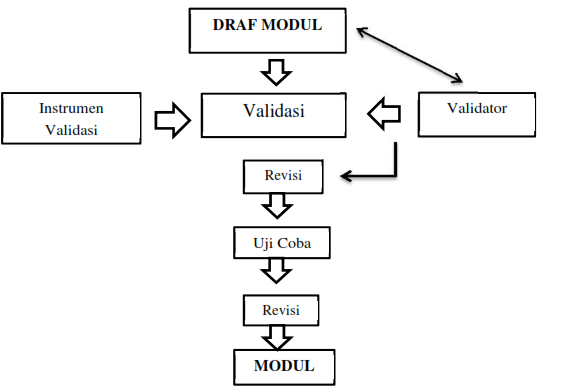 DRAF MODUL
Instrumen
Validasi
Validasi
Validator
Revisi
Uji Coba
Revisi
MODUL